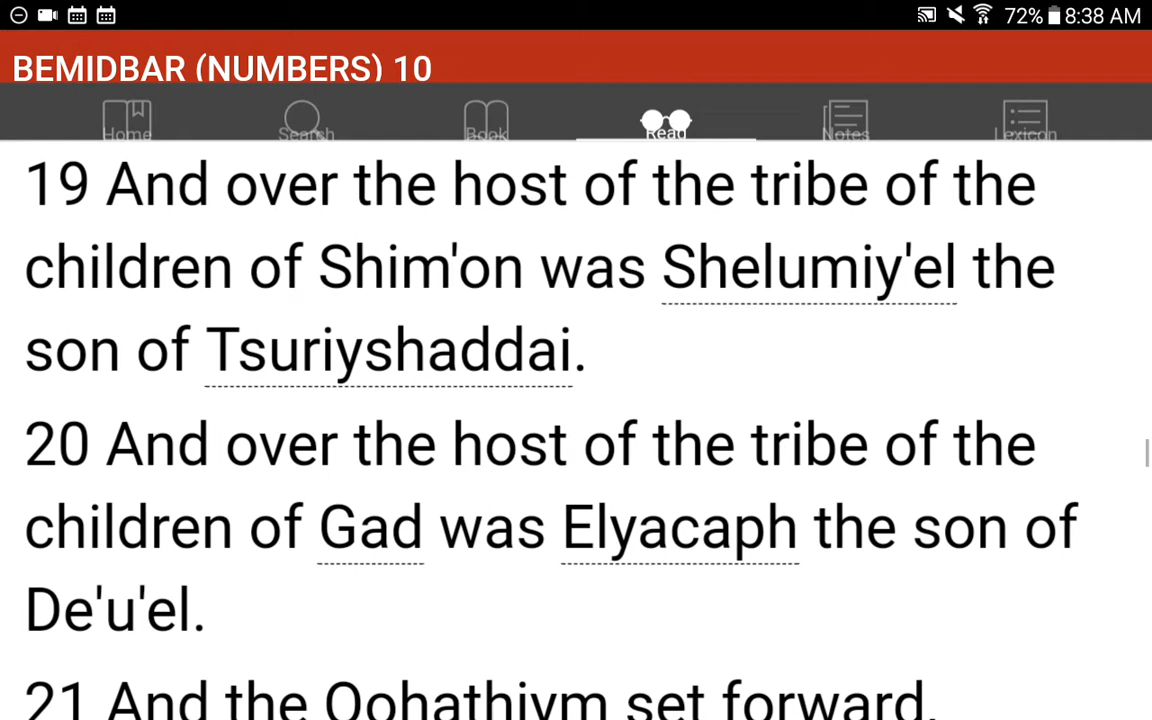 72% 8:38 AM
BEMIDBAR (NUMBERS) 10
Home Search Book Read Notes Lexicon
19 And over the host of the tribe of the
children of Shim'on was Shelumiy'el the
son of Tsuriyshaddai.
20 And over the host of the tribe of the
children of Gad was Elyacaph the son of
De'u'el.
21 And the Qohathiym set forward,